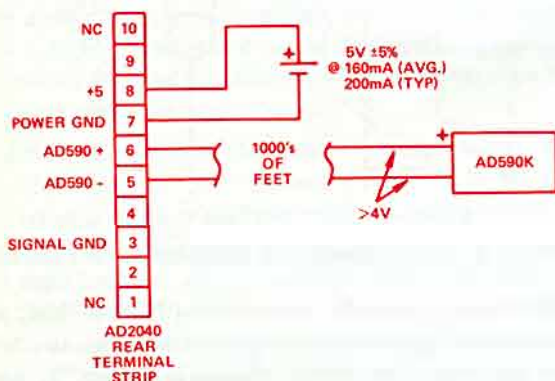 NC 10
9
+5 8
POWER GND 7
AD590 + 6
AD590 - 5
4
SIGNAL GND 3
2
NC 1
AD2040
REAR
TERMINAL
STRIP
+
5V ±5%
@ 160mA (AVG.)
200mA (TYP)
1000's
OF
FEET
>4V
+
AD590K